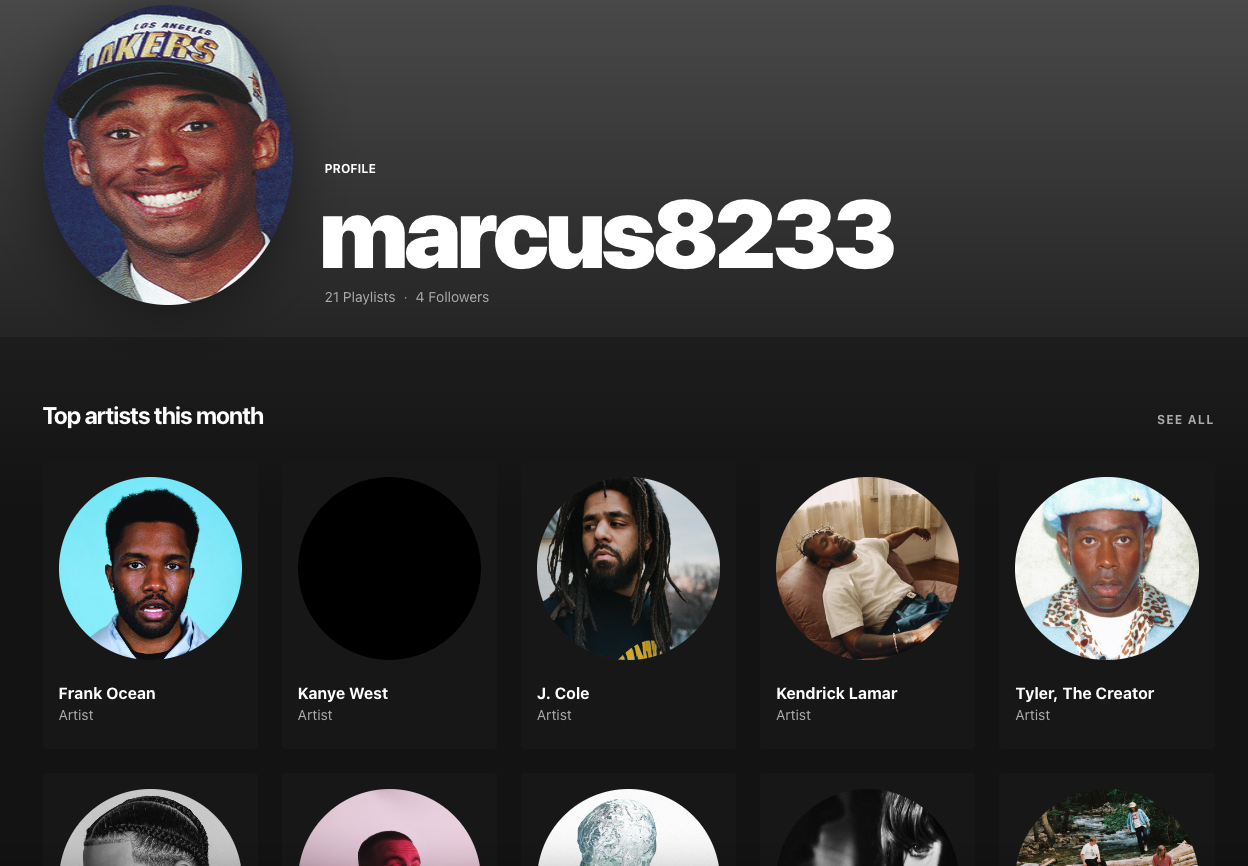 LOS ANGELES
LAKERS
PROFILE
marcus8233
21 Playlists · 4 Followers
Top artists this month
SEE ALL
Frank Ocean
Artist
Kanye West
Artist
J. Cole
Artist
Kendrick Lamar
Artist
Tyler, The Creator
Artist